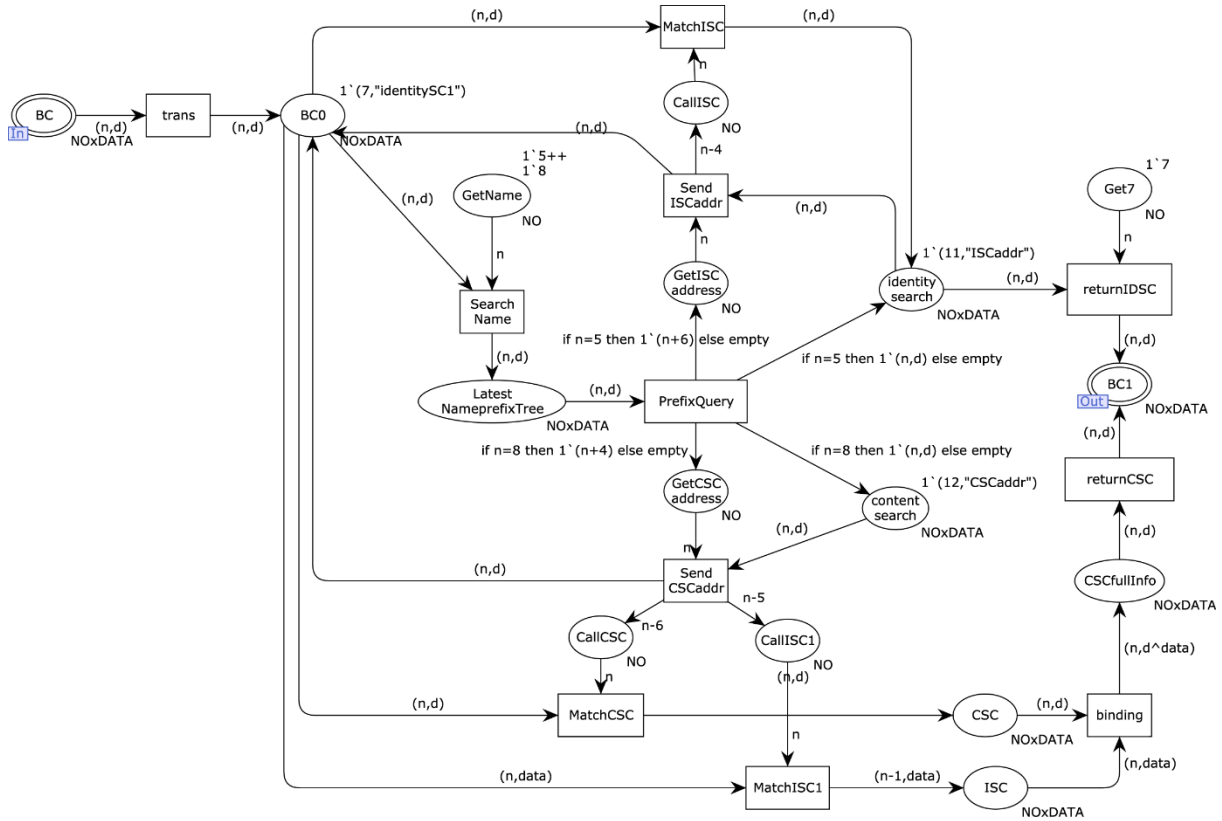 (n,d)
MatchISC
(n,d)
n
1`(7,"identitySC1")
CallISC
NO
BC
In
(n,d)
NOxDATA
trans
(n,d)
BC0
NOxDATA
(n,d)
n-4
1`5++
1`8
GetName
NO
(n,d)
n
Send
ISCaddr
(n,d)
n
1`7
Get7
NO
n
GetISC
address
NO
1`(11,"ISCaddr")
identity
search
NOxDATA
(n,d)
returnIDSC
Search
Name
(n,d)
if n=5 then 1`(n+6) else empty
if n=5 then 1`(n,d) else empty
(n,d)
Latest
NameprefixTree
NOxDATA
(n,d)
PrefixQuery
BC1
Out
NOxDATA
(n,d)
if n=8 then 1`(n+4) else empty
if n=8 then 1`(n,d) else empty
GetCSC
address
NO
1`(12,"CSCaddr")
content
search
NOxDATA
returnCSC
n
(n,d)
(n,d)
(n,d)
Send
CSCaddr
CSCfullInfo
NOxDATA
n-6
n-5
CallCSC
NO
CallISC1
NO
n
(n,d)
(n,d^data)
(n,d)
MatchCSC
CSC
NOxDATA
(n,d)
binding
n
(n,data)
MatchISC1
(n-1,data)
ISC
NOxDATA
(n,data)